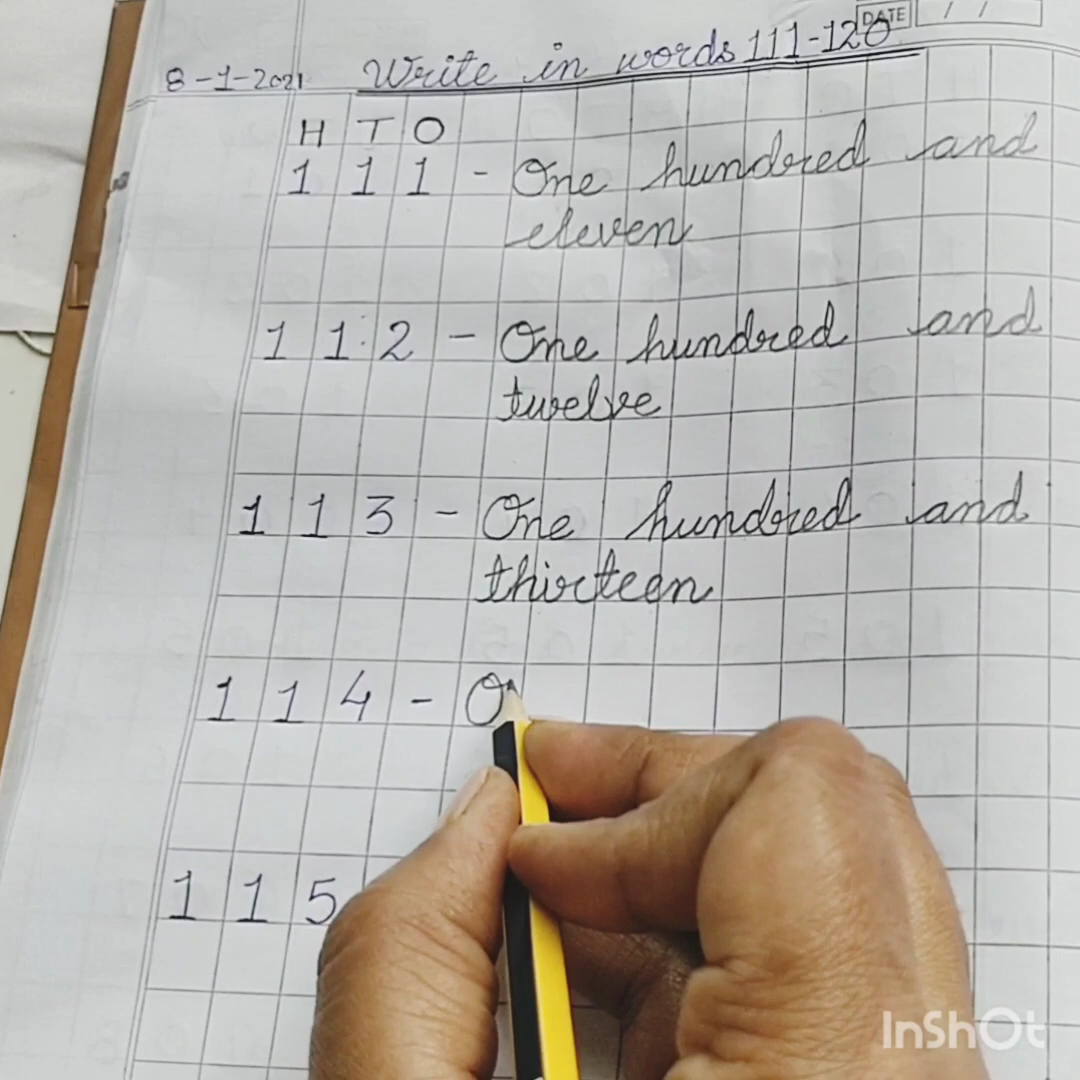 DATE / /
8-1-2021 Write in words 111-120
H T O
1 1 1 - One hundred and
eleven
1 1 2 - One hundred and
twelve
1 1 3 - One hundred and
thirteen
1 1 4 - O
1 1 5
InShOt